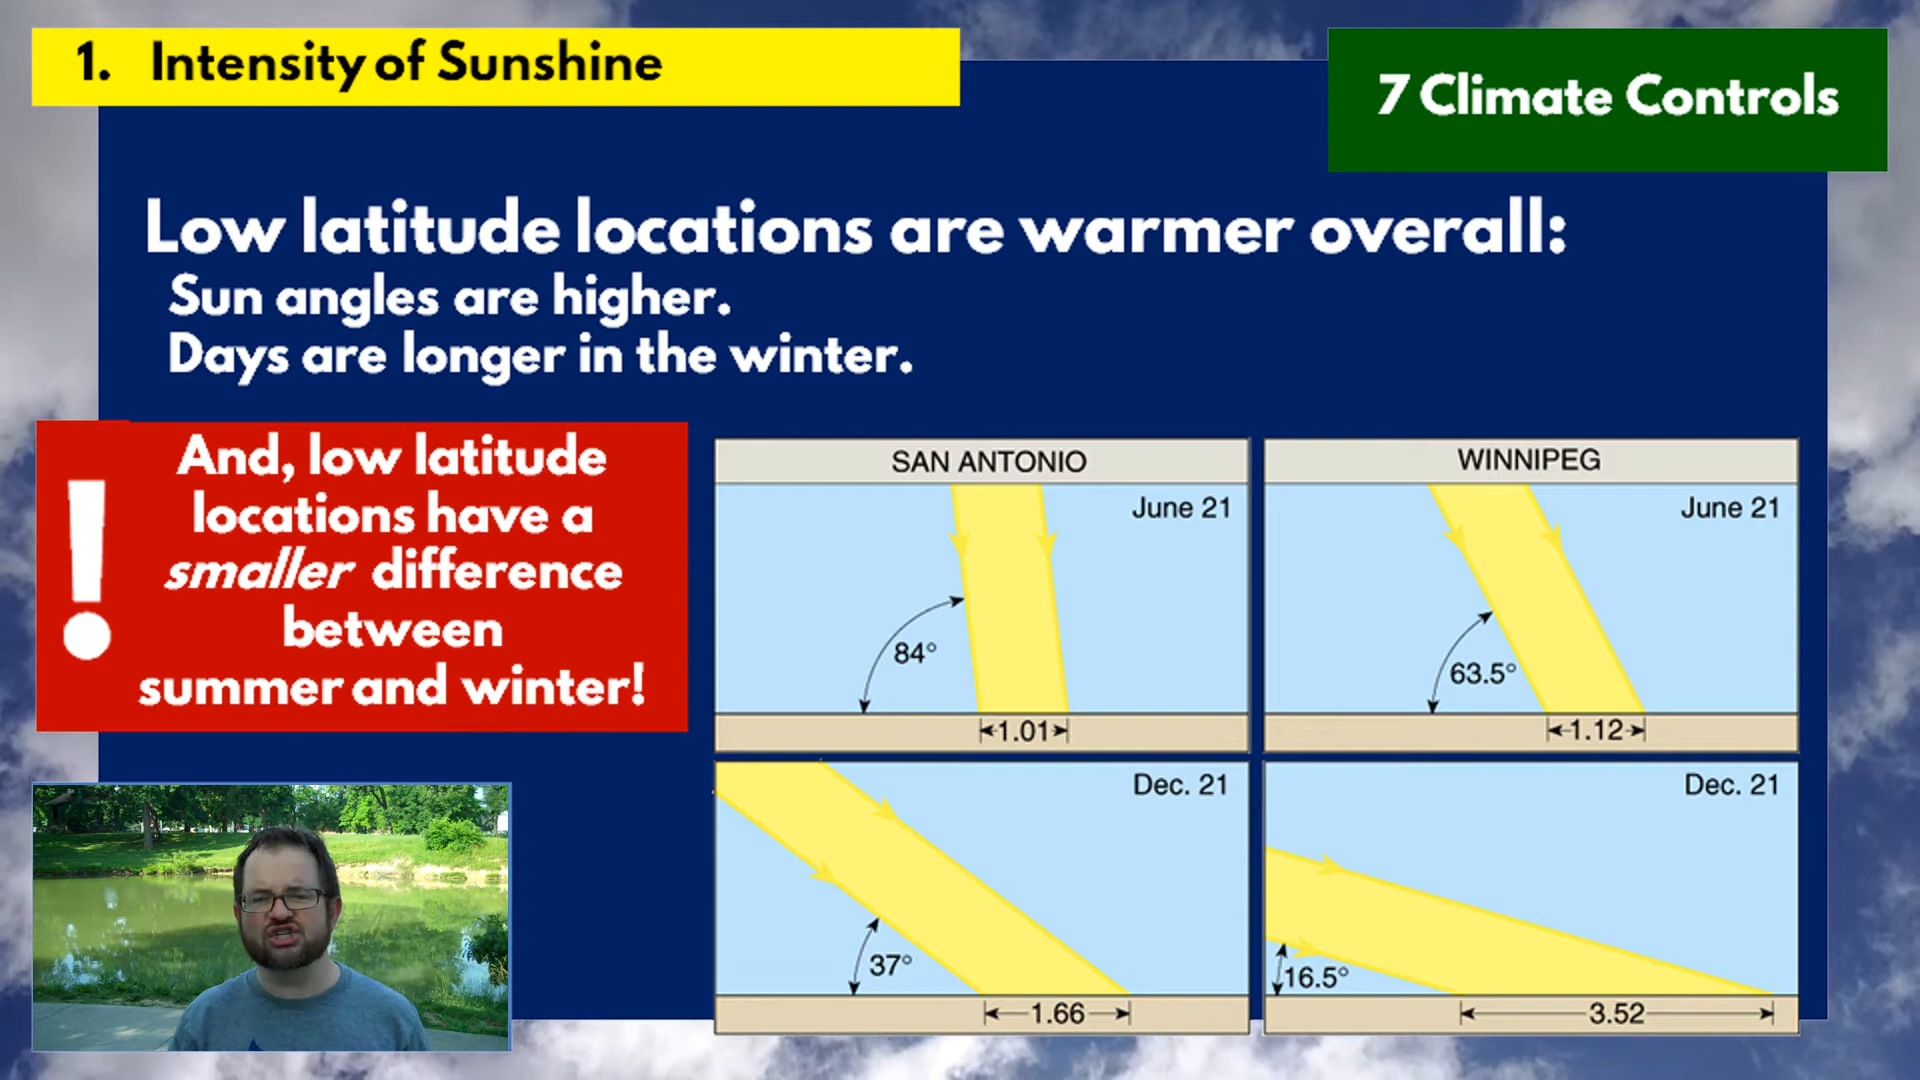 1. Intensity of Sunshine
7 Climate Controls
Low latitude locations are warmer overall:
Sun angles are higher.
Days are longer in the winter.
!
And, low latitude
locations have a
smaller difference
between
summer and winter!
SAN ANTONIO
June 21
84°
1.01
WINNIPEG
June 21
63.5°
1.12
Dec. 21
37°
1.66
Dec. 21
16.5°
3.52